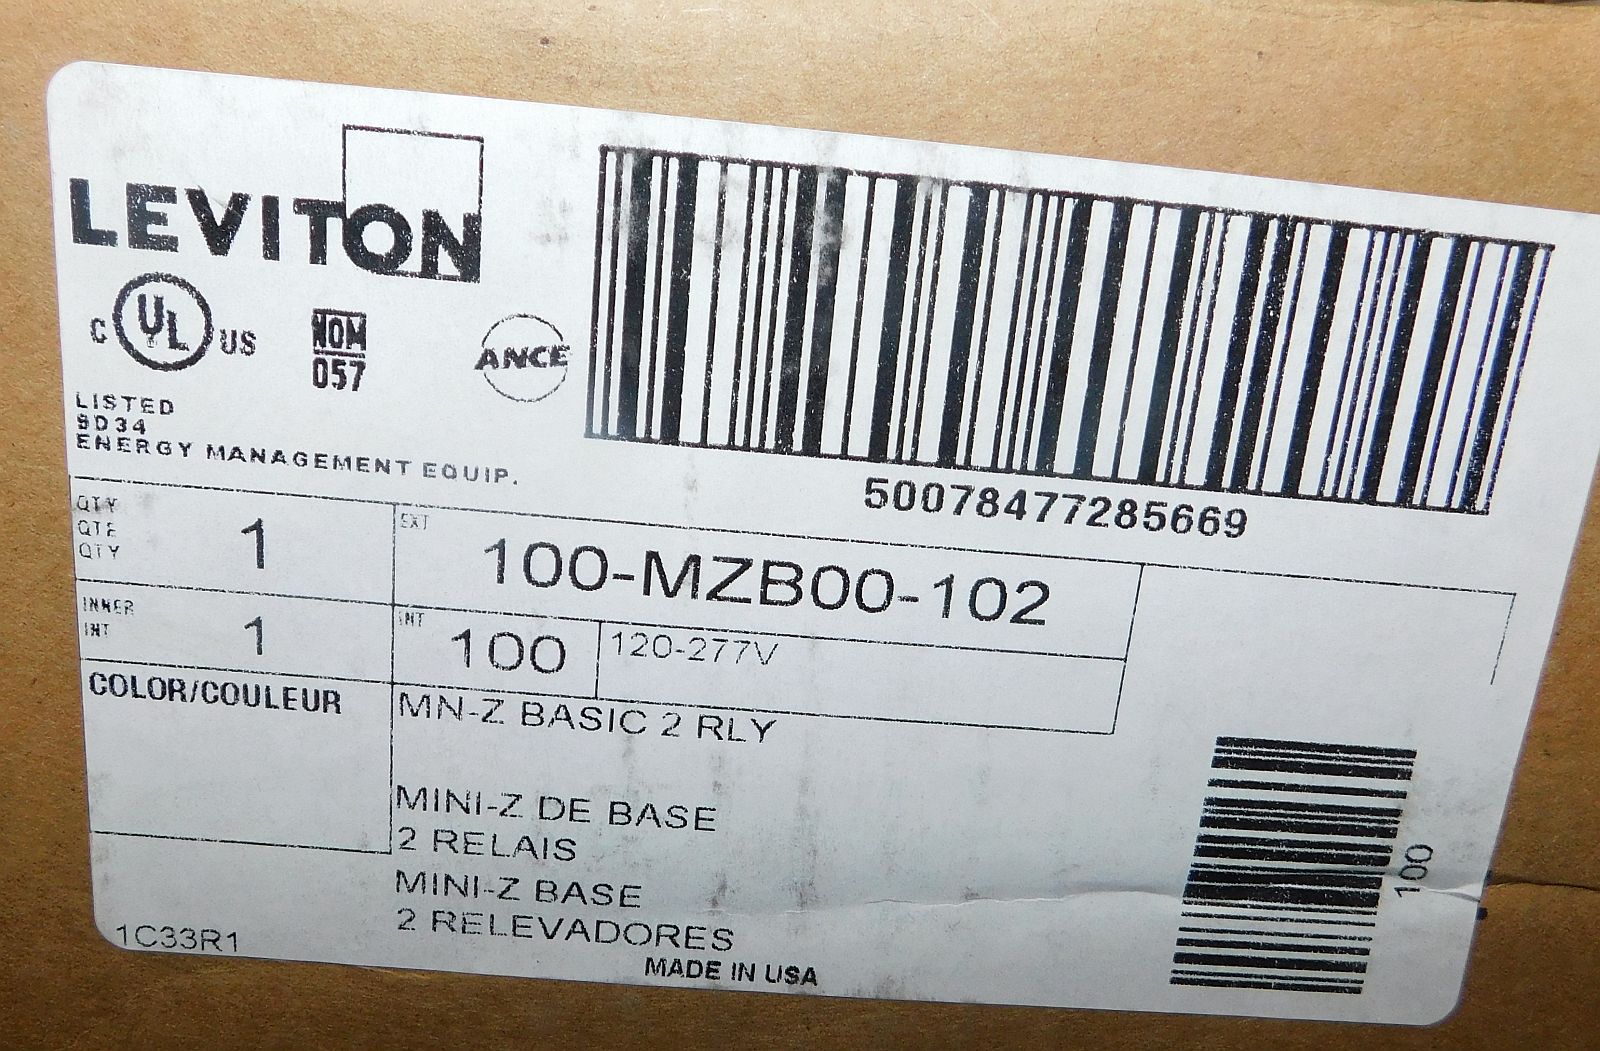 LEVITON
C UL US
NOM
057
ANCE
LISTED
9D34
ENERGY MANAGEMENT EQUIP.
50078477285669
QTY
QTE
QTY
1
EXT
100-MZB00-102
INNER
INT
1
INT
100
120-277V
COLOR/COULEUR
MN-Z BASIC 2 RLY
MINI-Z DE BASE
2 RELAIS
MINI-Z BASE
2 RELEVADORES
100
1C33R1
MADE IN USA